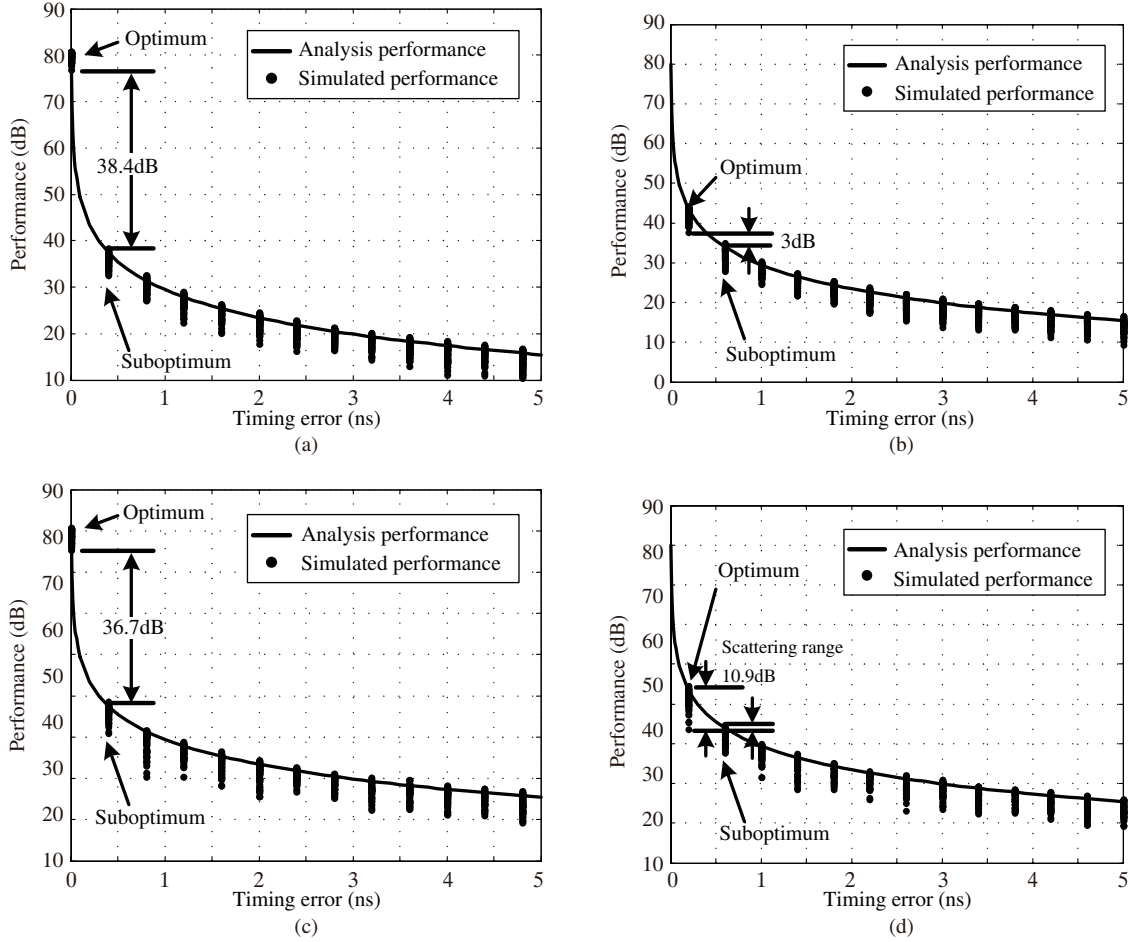 90
80
70
60
50
40
30
20
10
Performance (dB)
Optimum
Analysis performance
Simulated performance
38.4dB
Suboptimum
0 1 2 3 4 5
Timing error (ns)
(a)
90
80
70
60
50
40
30
20
10
0
Performance (dB)
Analysis performance
Simulated performance
Optimum
3dB
Suboptimum
0 1 2 3 4 5
Timing error (ns)
(b)
90
80
70
60
50
40
30
20
10
Performance (dB)
Optimum
Analysis performance
Simulated performance
36.7dB
Suboptimum
0 1 2 3 4 5
Timing error (ns)
(c)
90
80
70
60
50
40
30
20
10
Performance (dB)
Analysis performance
Simulated performance
Optimum
Scattering range
10.9dB
Suboptimum
0 1 2 3 4 5
Timing error (ns)
(d)